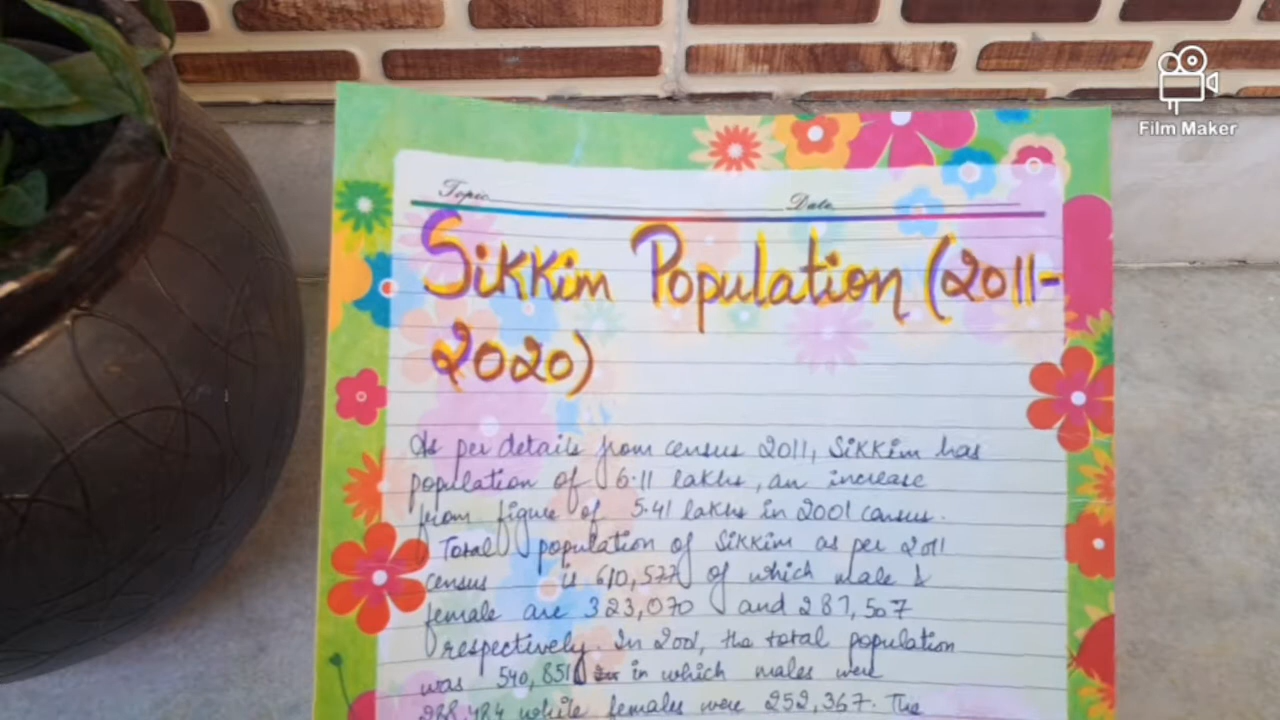 Film Maker
Topic
Date
Sikkim Population (2011-
2020)
As per details from census 2011, Sikkim has
population of 6.11 lakhs, an increase
from figure of 5.41 lakhs in 2001 census.
Total population of Sikkim as per 2011
census is 610,577 of which male &
female are 323,070 and 287,507
respectively. In 2001, the total population
was 540,851 in which males were
288,484 while females were 252,367. The